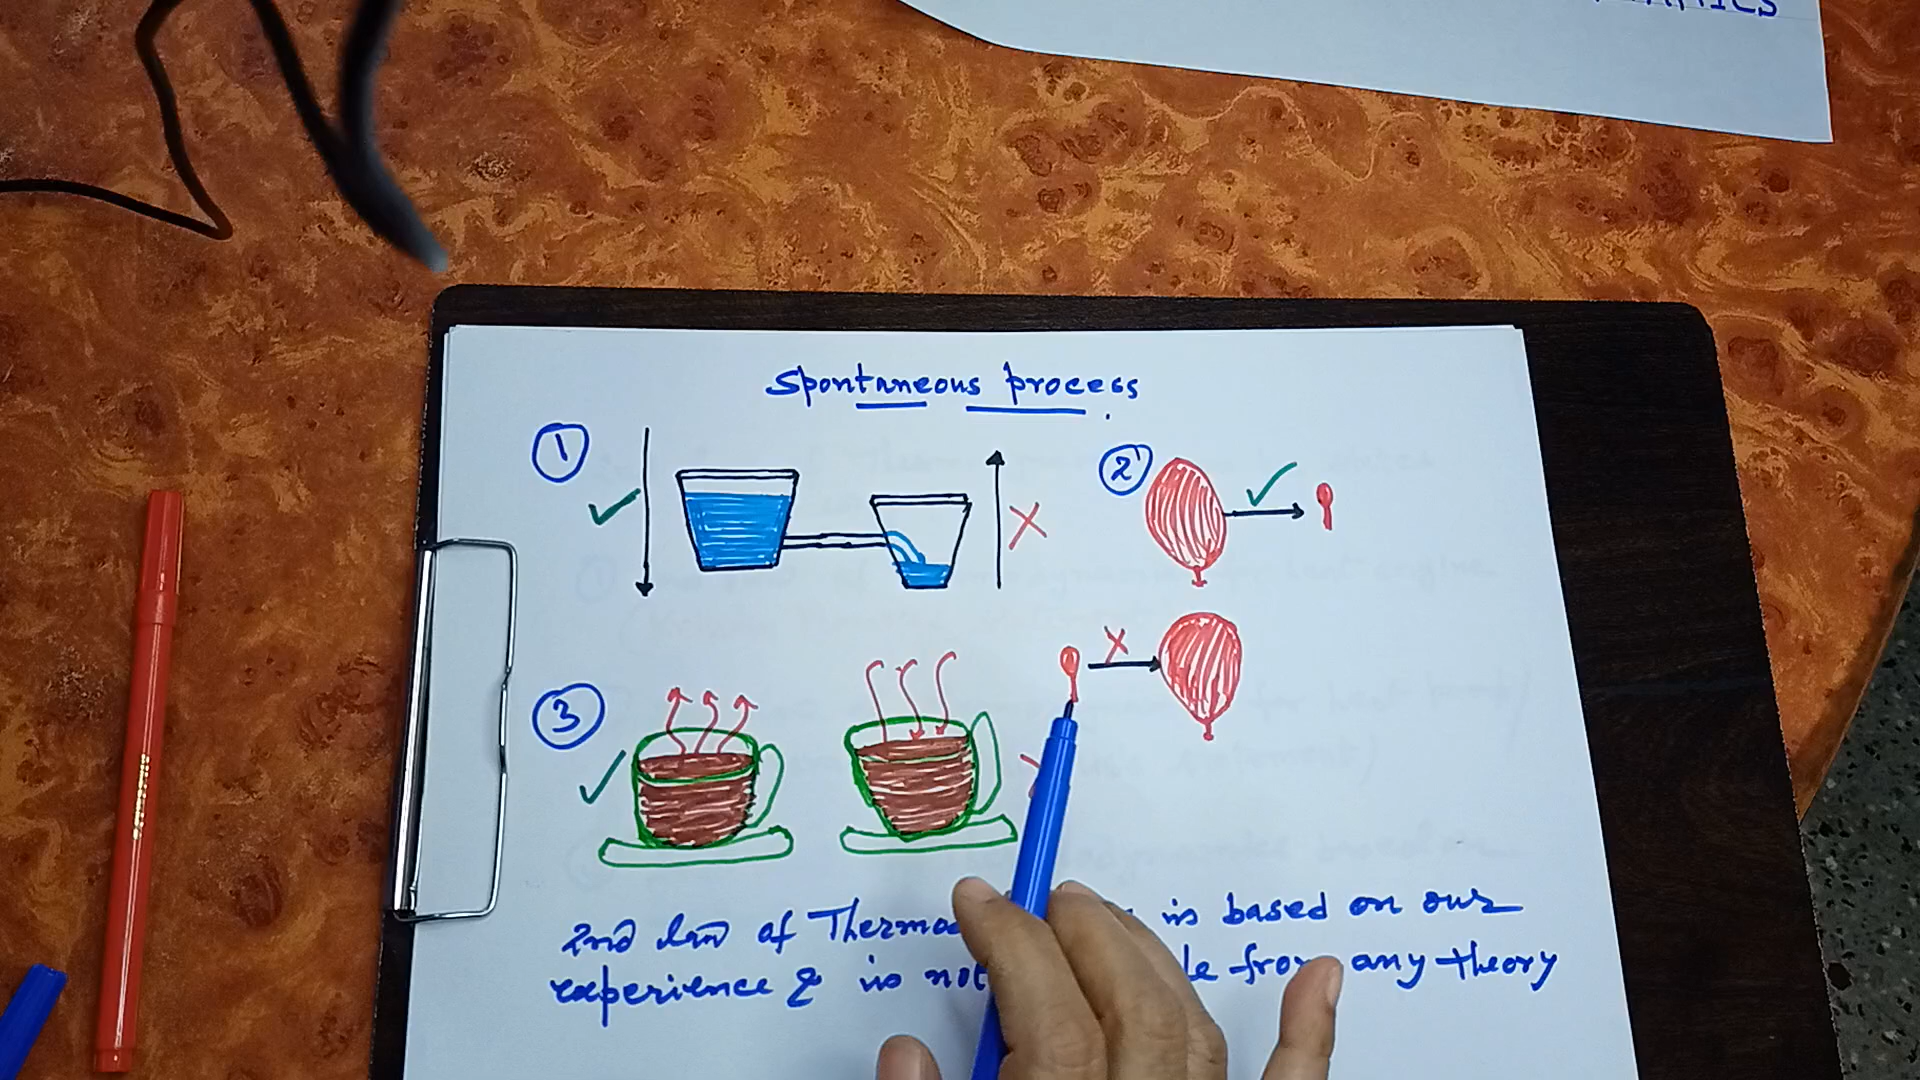 Spontaneous process
1
2
3
2nd law of Thermo is based on our
experience & is not from any theory